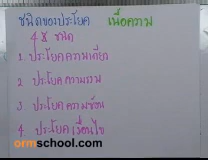 ชนิดของประโยค เนื้อความ
4 ชนิด
1. ประโยคความเดียว
2 ประโยคความรวม
3 ประโยคความซ้อน
4. ประโยคเงื่อนไข
ormschool.com